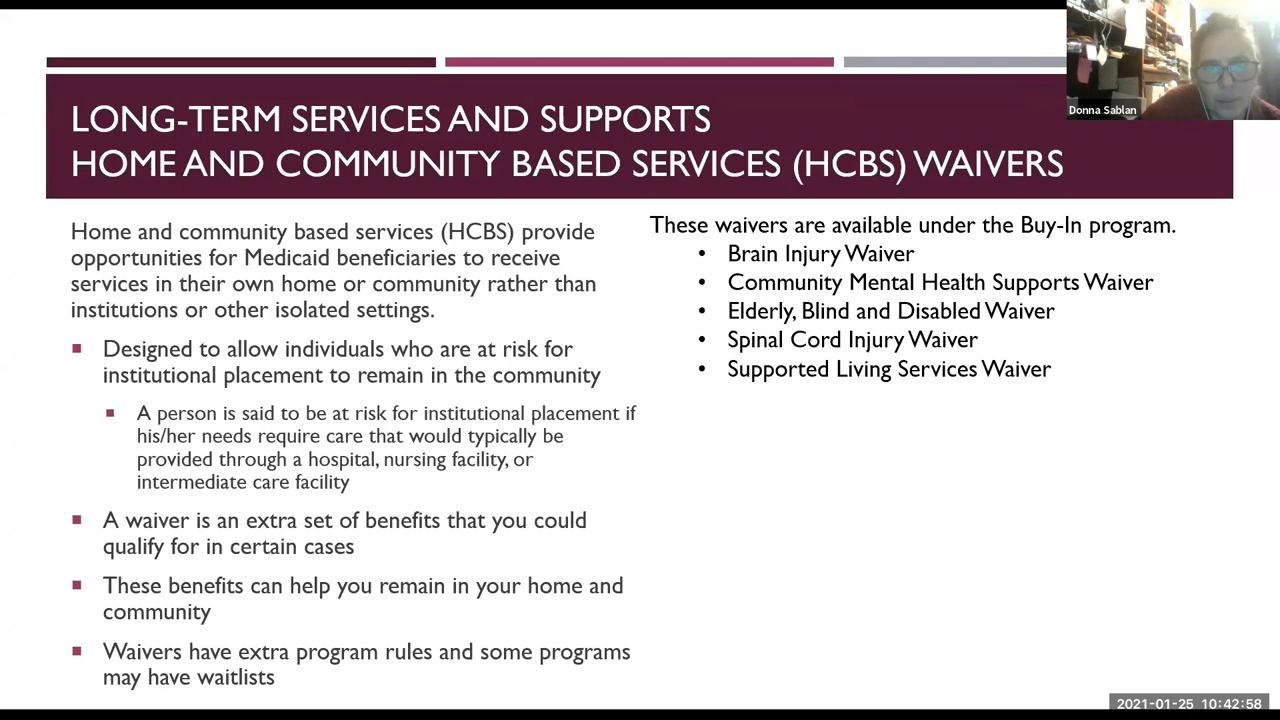 LONG-TERM SERVICES AND SUPPORTS
HOME AND COMMUNITY BASED SERVICES (HCBS) WAIVERS
Donna Sablan
Home and community based services (HCBS) provide
opportunities for Medicaid beneficiaries to receive
services in their own home or community rather than
institutions or other isolated settings.
Designed to allow individuals who are at risk for
institutional placement to remain in the community
A person is said to be at risk for institutional placement if
his/her needs require care that would typically be
provided through a hospital, nursing facility, or
intermediate care facility
A waiver is an extra set of benefits that you could
qualify for in certain cases
These benefits can help you remain in your home and
community
Waivers have extra program rules and some programs
may have waitlists
These waivers are available under the Buy-In program.
• Brain Injury Waiver
• Community Mental Health Supports Waiver
• Elderly, Blind and Disabled Waiver
• Spinal Cord Injury Waiver
• Supported Living Services Waiver
2021-01-25 10:42:58